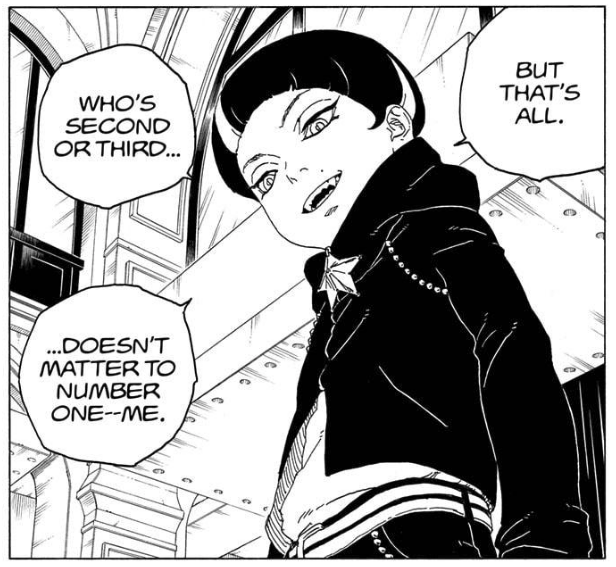 BUT
THAT'S
ALL.
WHO'S
SECOND
OR THIRD...
...DOESN'T
MATTER TO
NUMBER
ONE--ME.